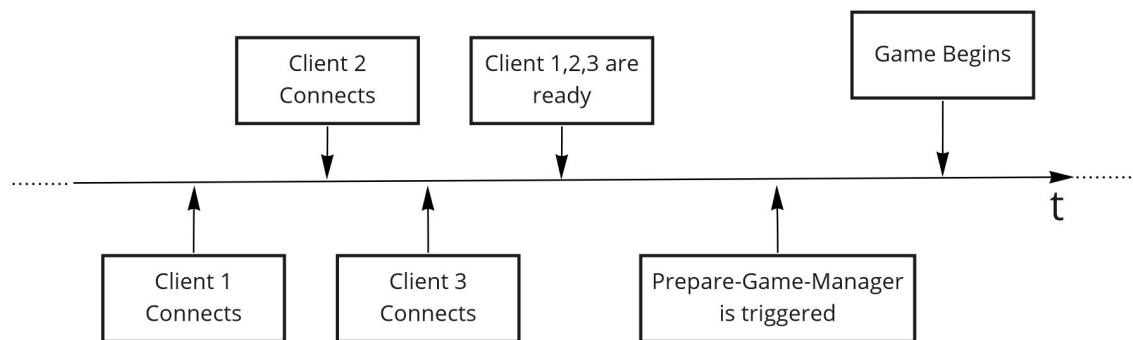 Client 2
Connects
Client 1,2,3 are
ready
Game Begins
t
Client 1
Connects
Client 3
Connects
Prepare-Game-Manager
is triggered